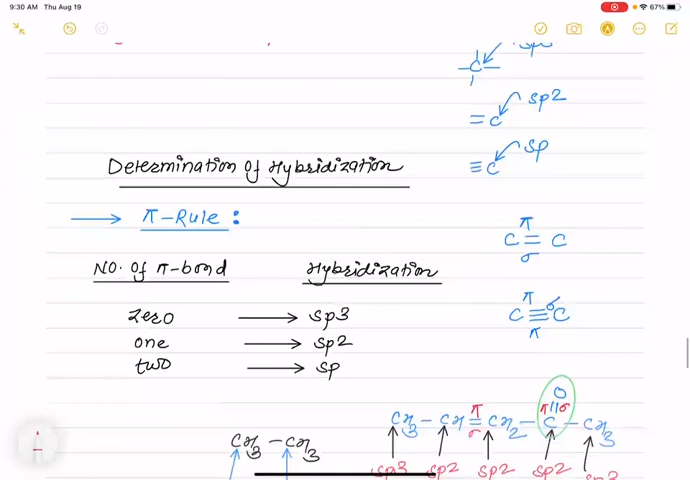 9:30 AM Thu Aug 19
67%
C
=C sp2
≡C sp
Determination of Hybridization
→ π-Rule :
π
C = C
σ
No. of π-bond Hybridization
π σ
C ≡ C
π
zero → sp3
one → sp2
two → sp
O
π σ
CH3 - CH = CH2 - C - CH3
π
σ
CH3 - CH3
sp3 sp2 sp2 sp2 sp3